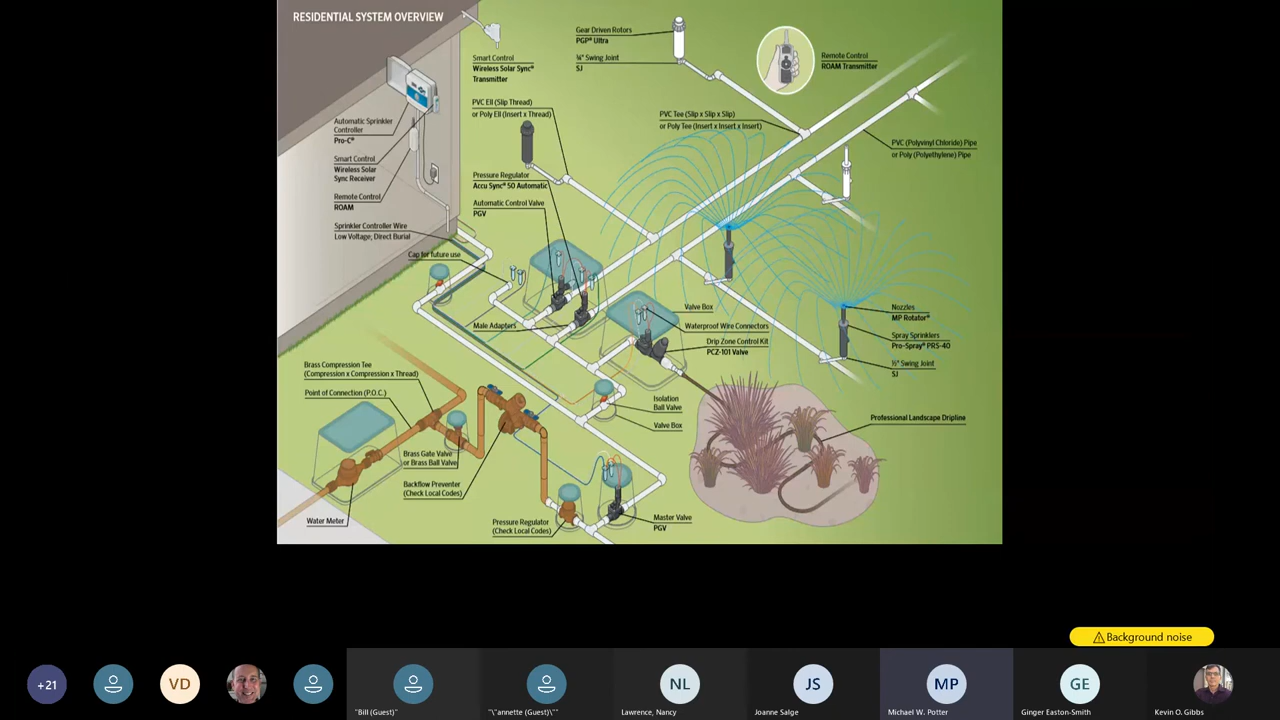 RESIDENTIAL SYSTEM OVERVIEW
Smart Control
Wireless Solar Sync®
Transmitter
Gear Driven Rotors
PGP® Ultra
¾" Swing Joint
SJ
Remote Control
ROAM Transmitter
PVC Ell (Slip Thread)
or Poly Ell (Insert x Thread)
PVC Tee (Slip x Slip x Slip)
or Poly Tee (Insert x Insert x Insert)
PVC (Polyvinyl Chloride) Pipe
or Poly (Polyethylene) Pipe
Automatic Sprinkler
Controller
Pro-C®
Smart Control
Wireless Solar
Sync Receiver
Remote Control
ROAM
Sprinkler Controller Wire
Low Voltage, Direct Burial
Pressure Regulator
Accu Sync® 50 Automatic
Automatic Control Valve
PGV
Cap for future use
Male Adapters
Valve Box
Waterproof Wire Connectors
Drip Zone Control Kit
PCZ-101 Valve
Nozzles
MP Rotator®
Spray Sprinklers
Pro-Spray® PRS-40
½" Swing Joint
SJ
Brass Compression Tee
(Compression x Compression x Thread)
Point of Connection (P.O.C.)
Isolation
Ball Valve
Valve Box
Professional Landscape Dripline
Brass Gate Valve
or Brass Ball Valve
Backflow Preventer
(Check Local Codes)
Water Meter
Pressure Regulator
(Check Local Codes)
Master Valve
PGV
Background noise
+21
VD
NL
JS
MP
GE
"Bill (Guest)"
"\"annette (Guest)\""
Lawrence, Nancy
Joanne Salge
Michael W. Potter
Ginger Easton-Smith
Kevin O. Gibbs